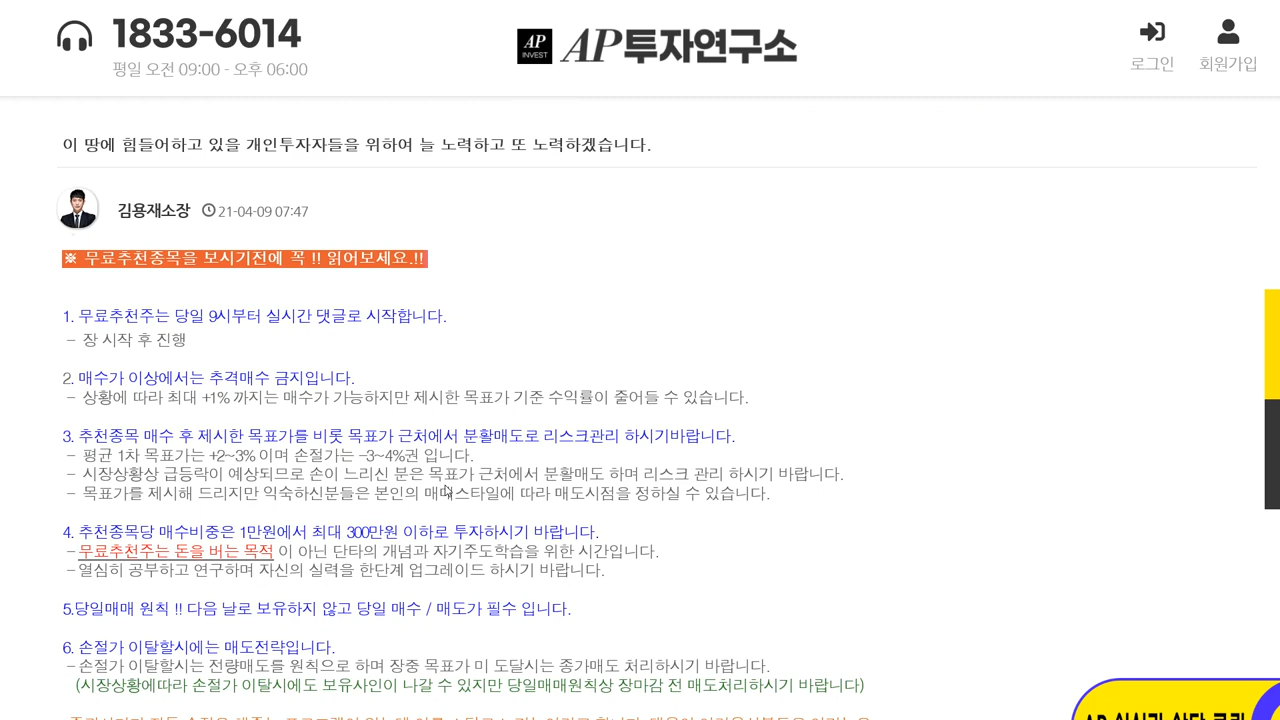 1833-6014
평일 오전 09:00 - 오후 06:00
AP
INVEST
AP투자연구소
로그인
회원가입
이 땅에 힘들어하고 있을 개인투자자들을 위하여 늘 노력하고 또 노력하겠습니다.
김용재소장 21-04-09 07:47
※ 무료추천종목을 보시기전에 꼭 !! 읽어보세요.!!
1. 무료추천주는 당일 9시부터 실시간 댓글로 시작합니다.
- 장 시작 후 진행
2. 매수가 이상에서는 추격매수 금지입니다.
- 상황에 따라 최대 +1% 까지는 매수가 가능하지만 제시한 목표가 기준 수익률이 줄어들 수 있습니다.
3. 추천종목 매수 후 제시한 목표가를 비롯 목표가 근처에서 분할매도로 리스크관리 하시기바랍니다.
- 평균 1차 목표가는 +2~3% 이며 손절가는 -3~4%권 입니다.
- 시장상황상 급등락이 예상되므로 손이 느리신 분은 목표가 근처에서 분할매도 하며 리스크 관리 하시기 바랍니다.
- 목표가를 제시해 드리지만 익숙하신분들은 본인의 매매스타일에 따라 매도시점을 정하실 수 있습니다.
4. 추천종목당 매수비중은 1만원에서 최대 300만원 이하로 투자하시기 바랍니다.
- 무료추천주는 돈을 버는 목적 이 아닌 단타의 개념과 자기주도학습을 위한 시간입니다.
- 열심히 공부하고 연구하며 자신의 실력을 한단계 업그레이드 하시기 바랍니다.
5.당일매매 원칙 !! 다음 날로 보유하지 않고 당일 매수 / 매도가 필수 입니다.
6. 손절가 이탈할시에는 매도전략입니다.
- 손절가 이탈할시는 전량매도를 원칙으로 하며 장중 목표가 미 도달시는 종가매도 처리하시기 바랍니다.
(시장상황에따라 손절가 이탈시에도 보유사인이 나갈 수 있지만 당일매매원칙상 장마감 전 매도처리하시기 바랍니다)